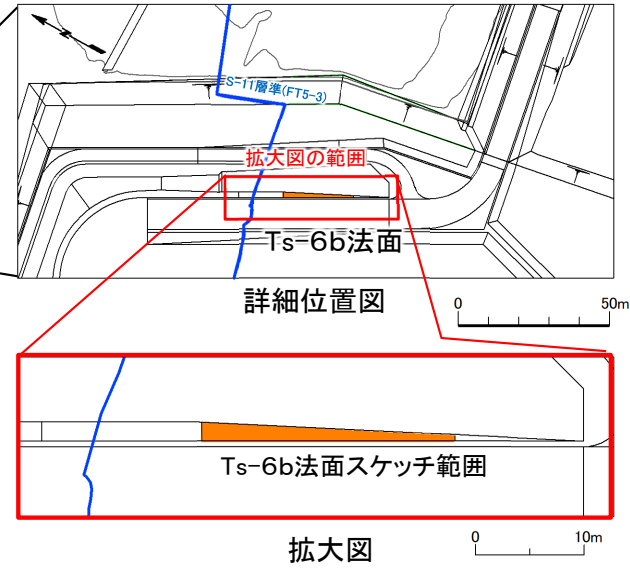 S-11層準(FT5-3)
拡大図の範囲
Ts-6b法面
詳細位置図
0 50m
Ts-6b法面スケッチ範囲
拡大図
0 10m